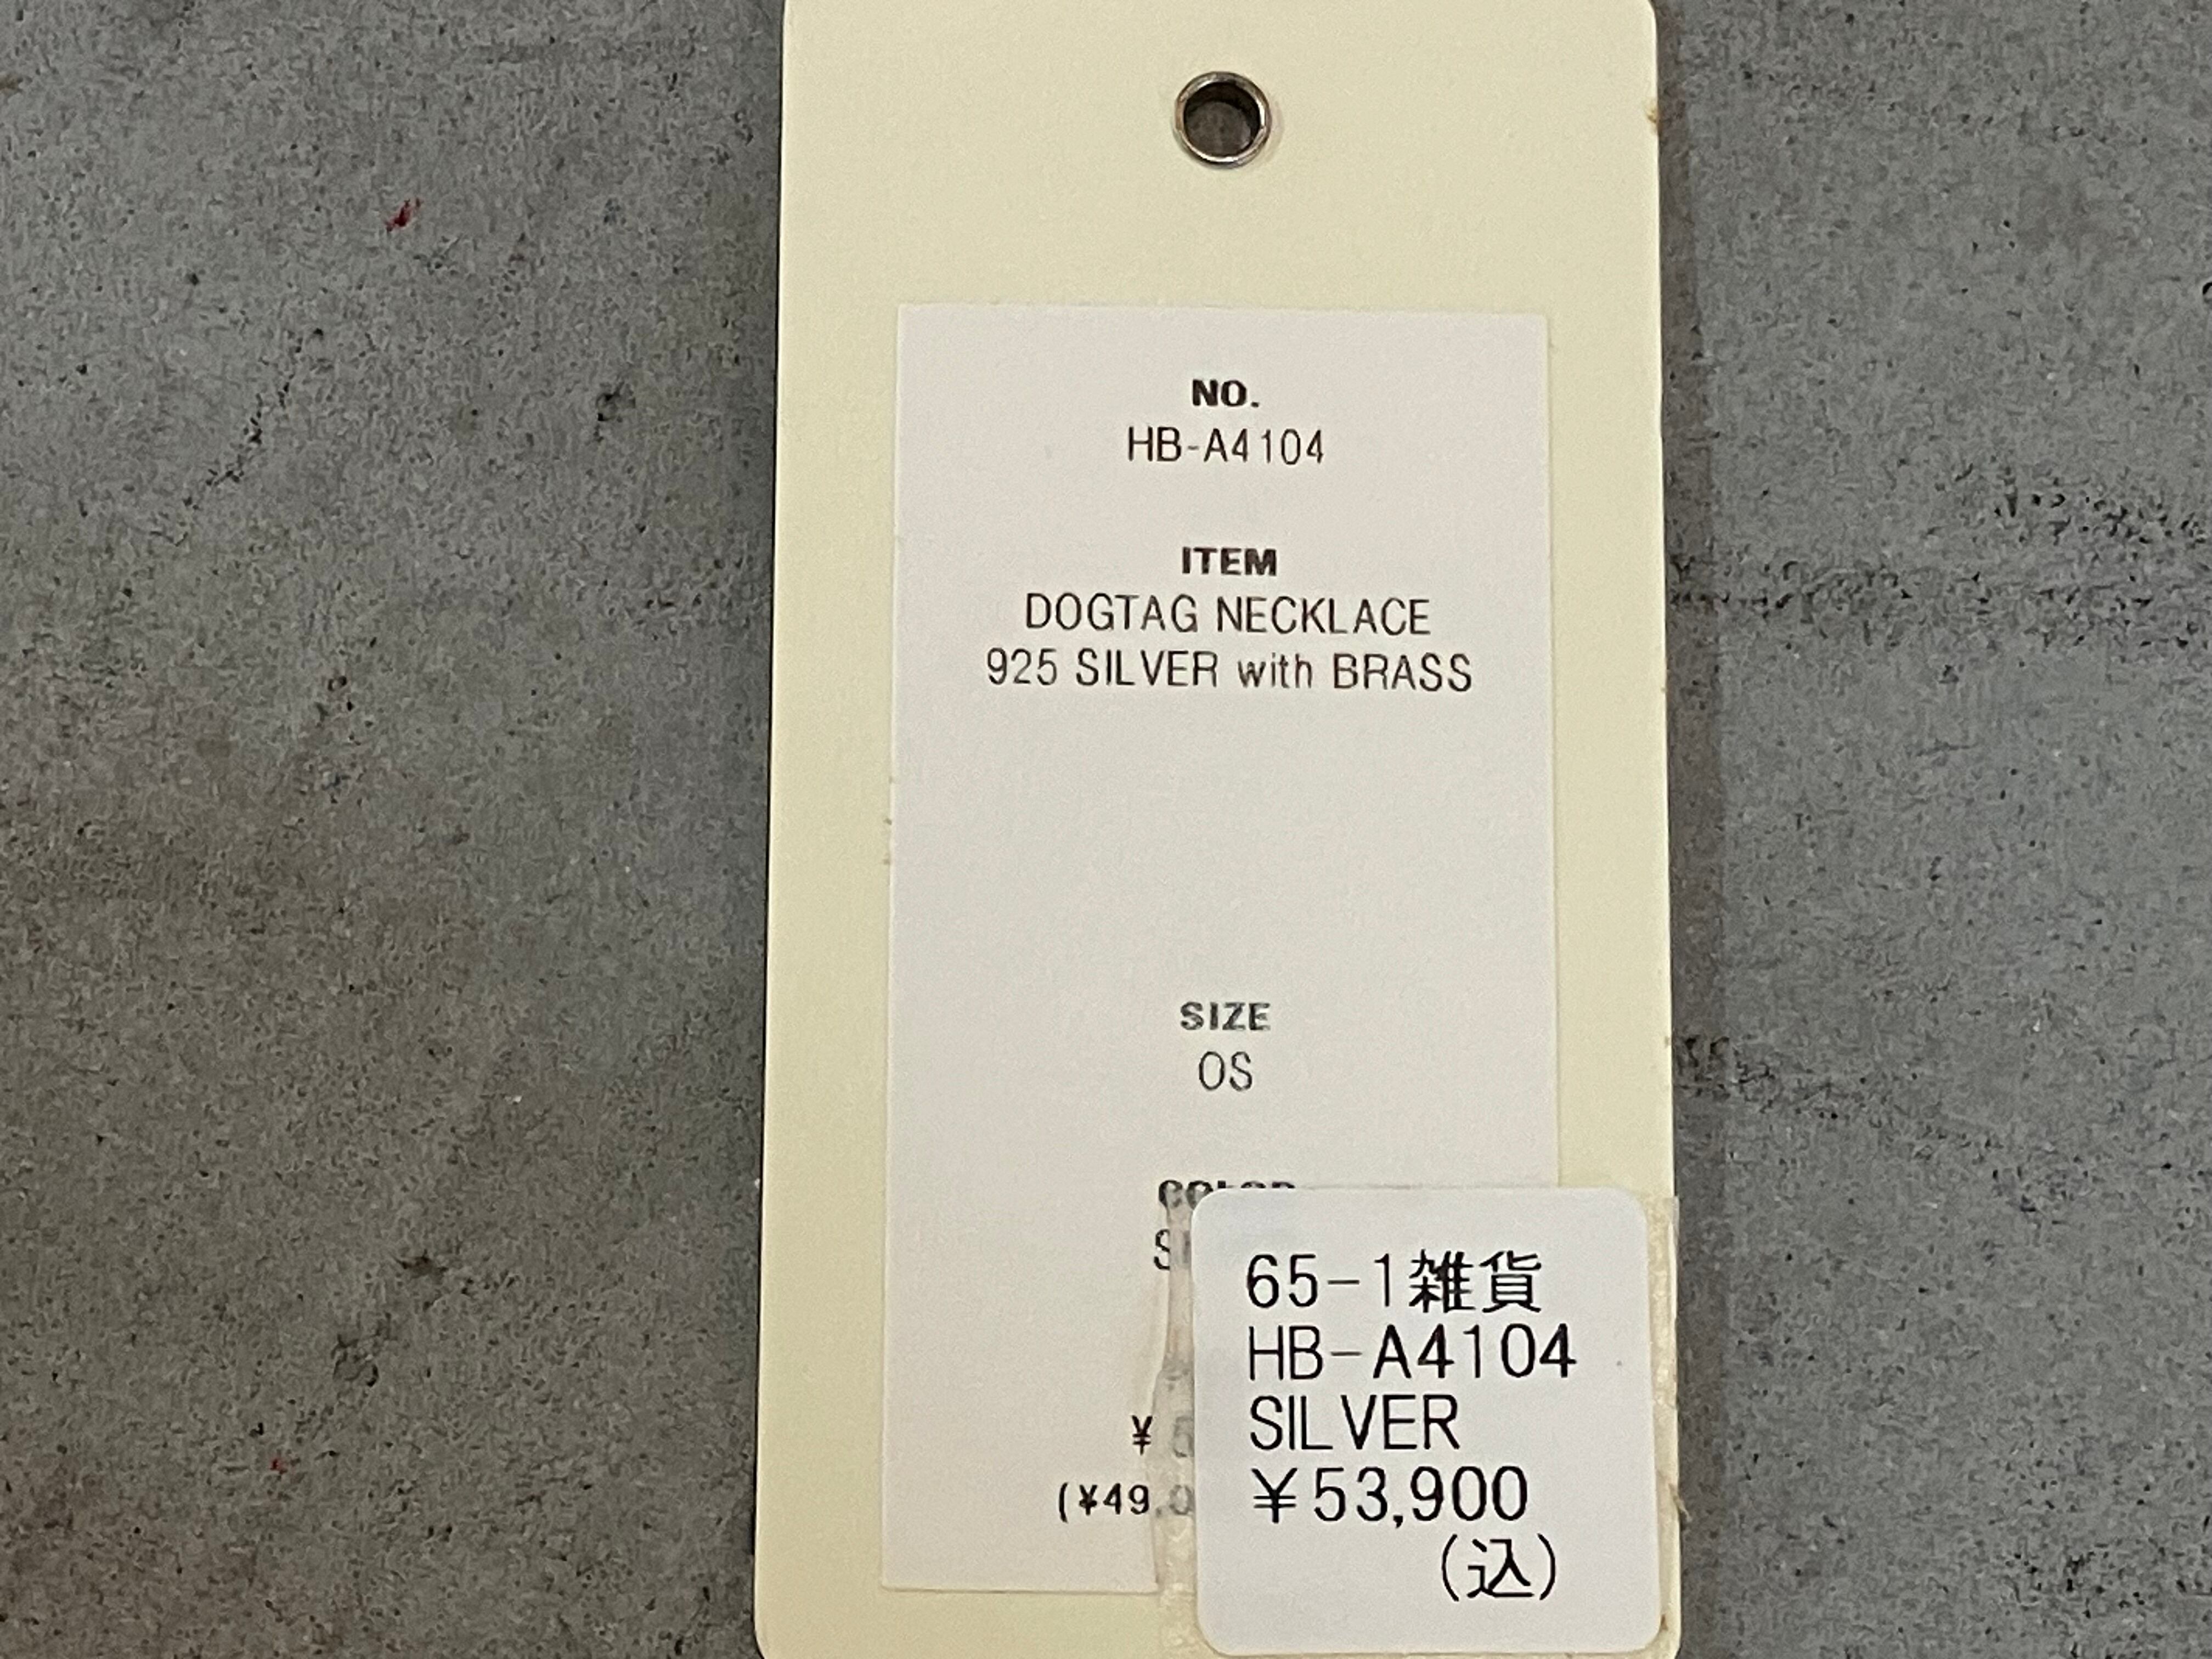 NO.
HB-A4104
ITEM
DOGTAG NECKLACE
925 SILVER with BRASS
SIZE
OS
COLOR
65-1雑貨
HB-A4104
SILVER
￥53,900
(込)